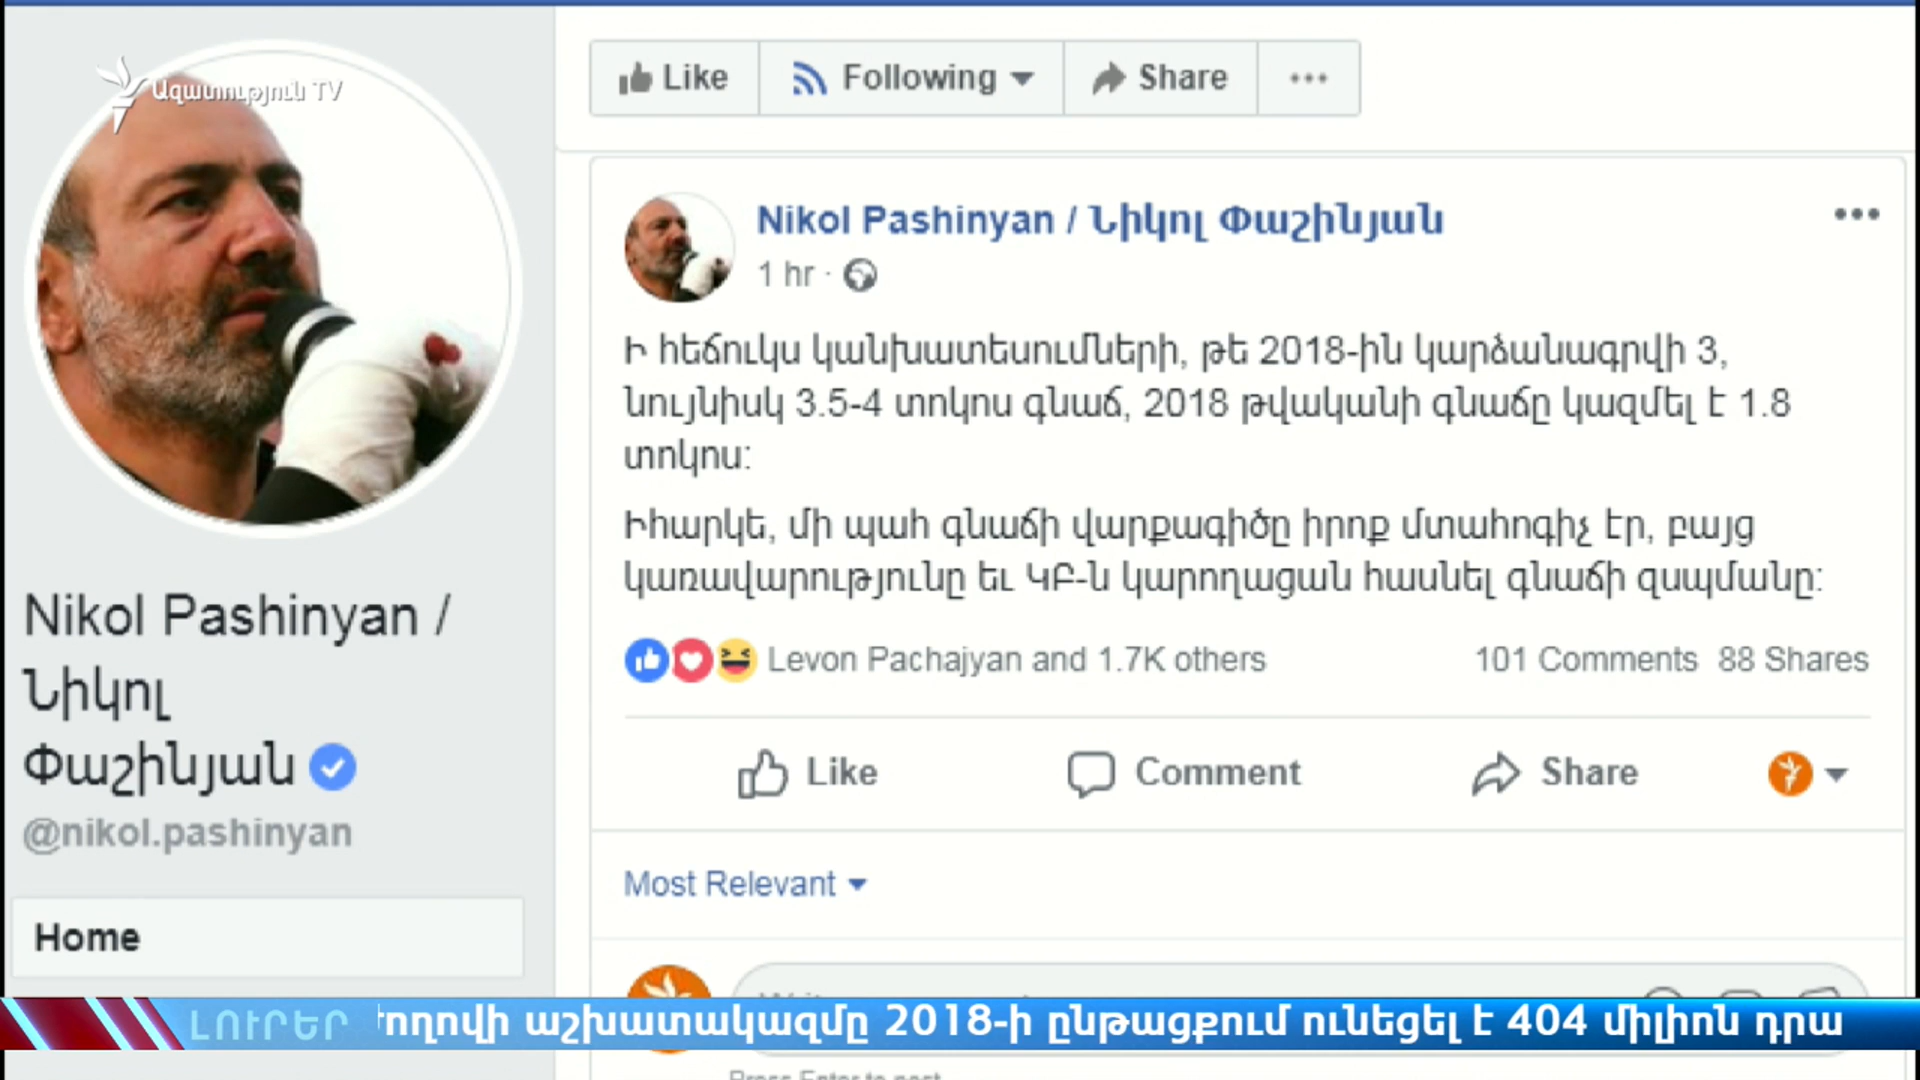 Ազատություն TV
Like
Following
Share
Nikol Pashinyan / Նիկոլ Փաշինյան
1 hr ·
Ի հեճուկս կանխատեսումների, թե 2018-ին կարձանագրվի 3,
նույնիսկ 3.5-4 տոկոս գնաճ, 2018 թվականի գնաճը կազմել է 1.8
տոկոս:
Իհարկե, մի պահ գնաճի վարքագիծը իրոք մտահոգիչ էր, բայց
կառավարությունը եւ ԿԲ-ն կարողացան հասնել գնաճի զսպմանը:
Levon Pachajyan and 1.7K others
101 Comments 88 Shares
Like
Comment
Share
Most Relevant
Nikol Pashinyan /
Նիկոլ
Փաշինյան
@nikol.pashinyan
Home
ԼՈՒՐԵՐ
ողովի աշխատակազմը 2018-ի ընթացքում ունեցել է 404 միլիոն դրա
Press Enter to post